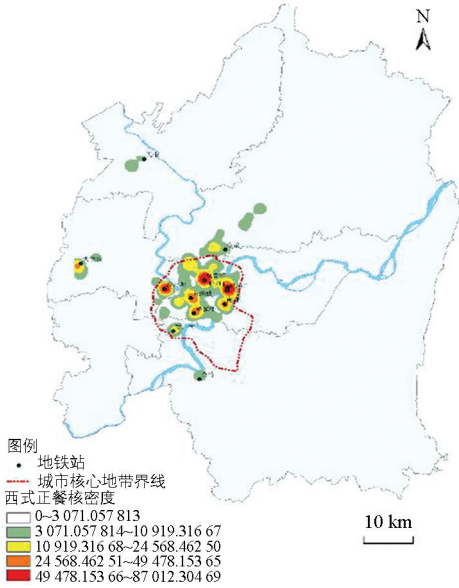 N
图例
地铁站
城市核心地带界线
西式正餐核密度
0~3 071.057 813
3 071.057 814~10 919.316 67
10 919.316 68~24 568.462 50
24 568.462 51~49 478.153 65
49 478.153 66~87 012.304 69
10 km